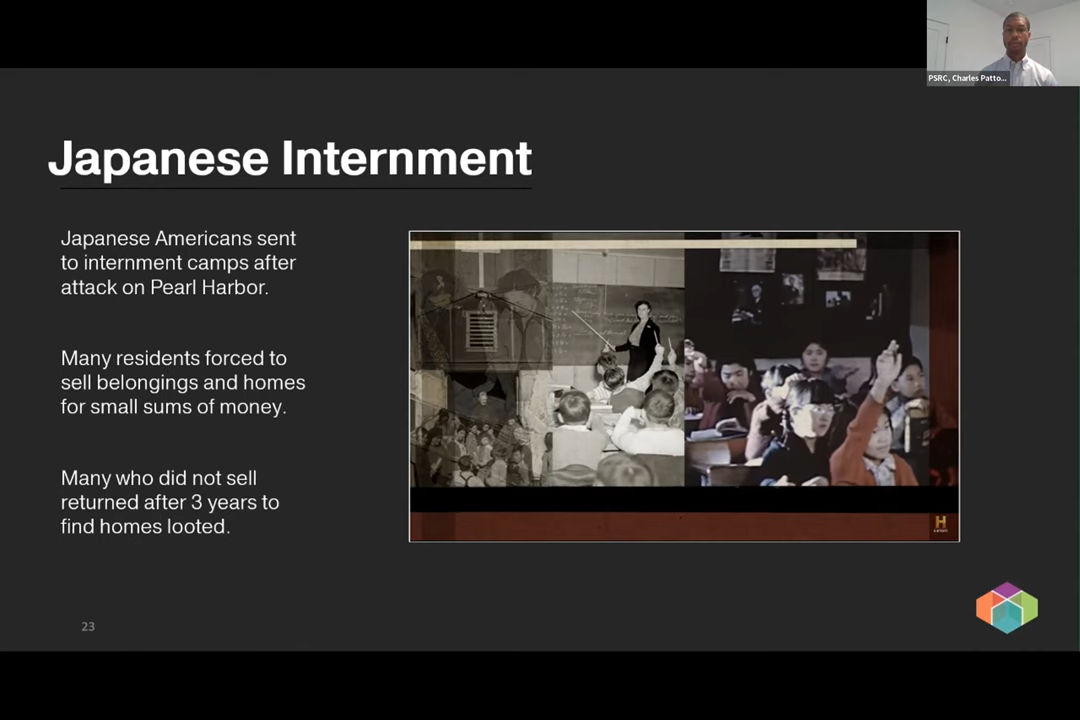 PSRC, Charles Patto...
Japanese Internment
Japanese Americans sent
to internment camps after
attack on Pearl Harbor.
Many residents forced to
sell belongings and homes
for small sums of money.
Many who did not sell
returned after 3 years to
find homes looted.
H
23